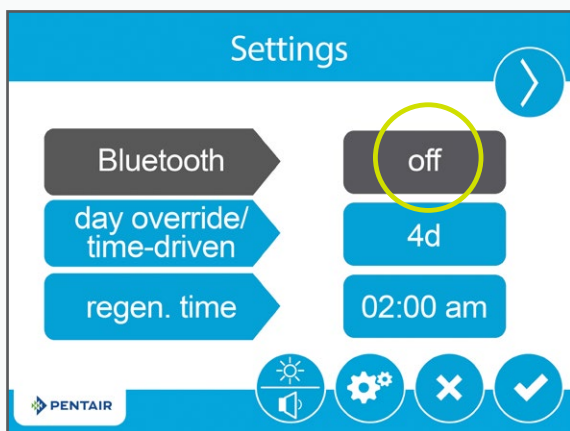 Settings
Bluetooth
off
day override/
time-driven
4d
regen. time
02:00 am
PENTAIR